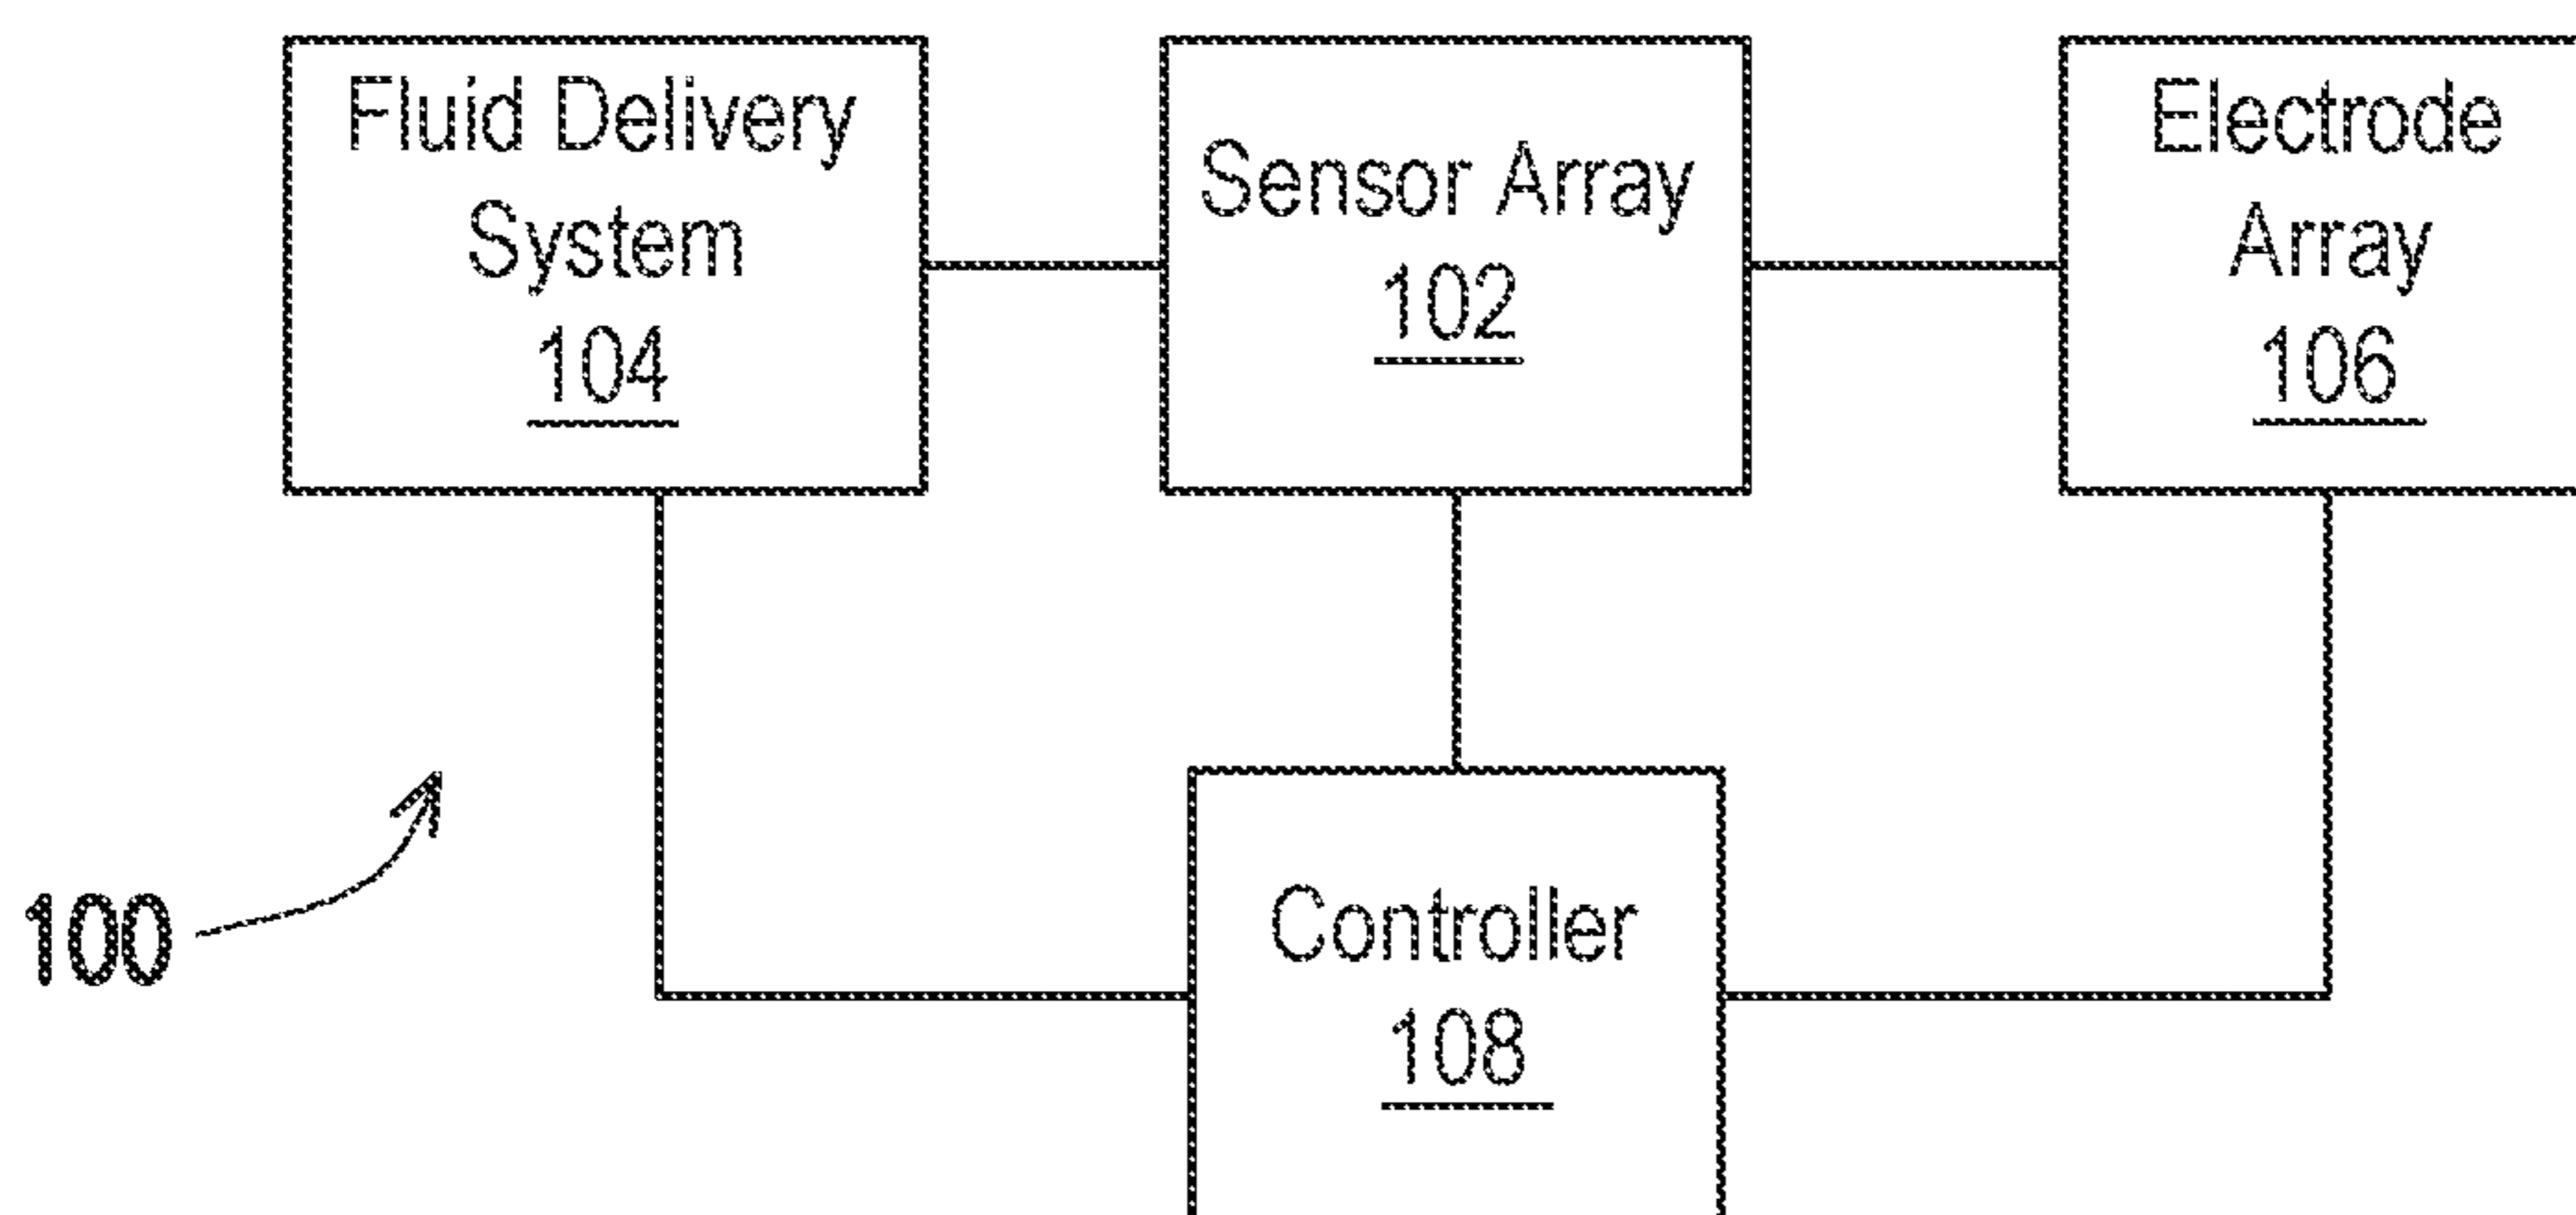 Fluid Delivery
System
104
Sensor Array
102
Electrode
Array
106
100
Controller
108